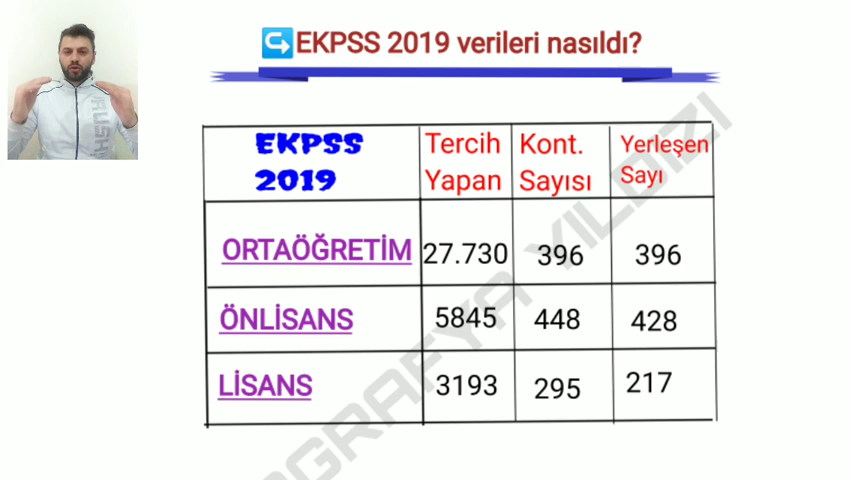 EKPSS 2019 verileri nasıldı?
EKPSS 2019 Tercih Yapan Kont. Sayısı Yerleşen Sayı
ORTAÖĞRETİM 27.730 396 396
ÖNLİSANS 5845 448 428
LİSANS 3193 295 217